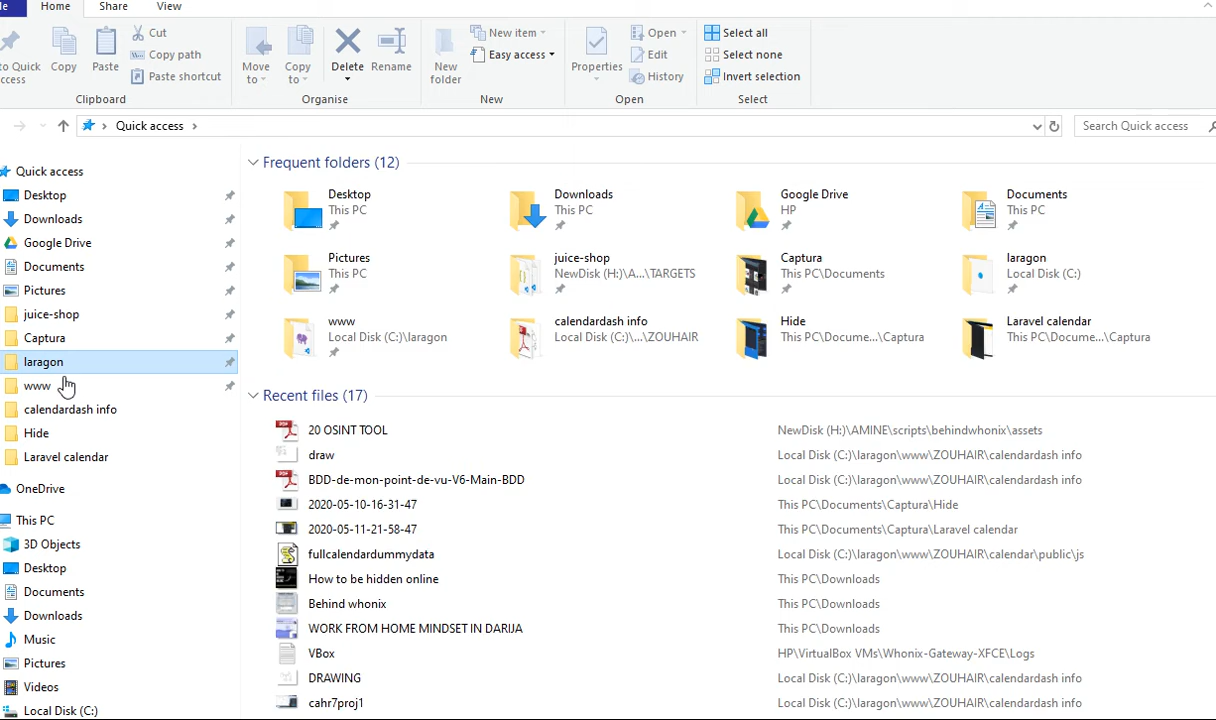 le Home Share View
to Quick
ccess
Copy
Paste
Cut
Copy path
Paste shortcut
Clipboard
Move
to
Copy
to
Delete
Rename
Organise
New
folder
New item
Easy access
New
Properties
Open
Edit
History
Open
Select all
Select none
Invert selection
Select
Quick access
Search Quick access
Quick access
Desktop
Downloads
Google Drive
Documents
Pictures
juice-shop
Captura
laragon
www
calendardash info
Hide
Laravel calendar
OneDrive
This PC
3D Objects
Desktop
Documents
Downloads
Music
Pictures
Videos
Local Disk (C:)
Frequent folders (12)
Desktop
This PC
Downloads
This PC
Google Drive
HP
Documents
This PC
Pictures
This PC
juice-shop
NewDisk (H:)\A...\TARGETS
Captura
This PC\Documents
laragon
Local Disk (C:)
www
Local Disk (C:)\laragon
calendardash info
Local Disk (C:)\...\ZOUHAIR
Hide
This PC\Docume...\Captura
Laravel calendar
This PC\Docume...\Captura
Recent files (17)
20 OSINT TOOL NewDisk (H:)\AMINE\scripts\behindwhonix\assets
draw Local Disk (C:)\laragon\www\ZOUHAIR\calendardash info
BDD-de-mon-point-de-vu-V6-Main-BDD Local Disk (C:)\laragon\www\ZOUHAIR\calendardash info
2020-05-10-16-31-47 This PC\Documents\Captura\Hide
2020-05-11-21-58-47 This PC\Documents\Captura\Laravel calendar
fullcalendardummydata Local Disk (C:)\laragon\www\ZOUHAIR\calendar\public\js
How to be hidden online This PC\Downloads
Behind whonix This PC\Downloads
WORK FROM HOME MINDSET IN DARIJA This PC\Downloads
VBox HP\VirtualBox VMs\Whonix-Gateway-XFCE\Logs
DRAWING Local Disk (C:)\laragon\www\ZOUHAIR\calendardash info
cahr7proj1 Local Disk (C:)\laragon\www\ZOUHAIR\calendardash info